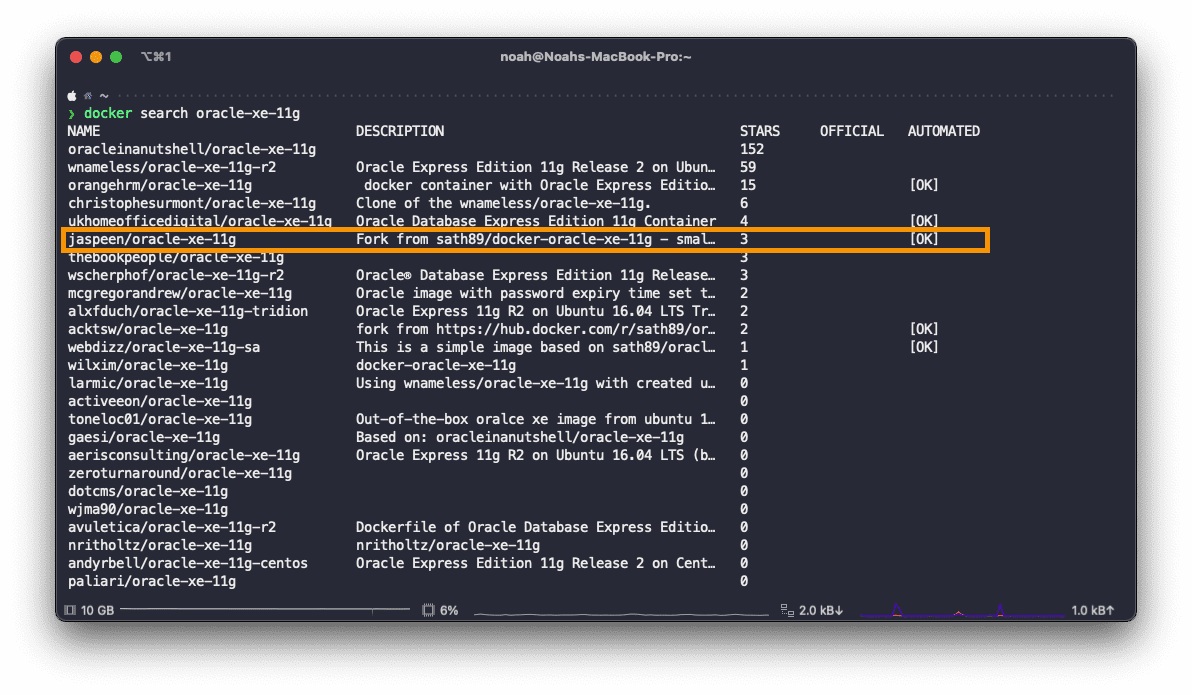 ⌥⌘1 noah@Noahs-MacBook-Pro:~
~
❯ docker search oracle-xe-11g
NAME DESCRIPTION STARS OFFICIAL AUTOMATED
oracleinanutshell/oracle-xe-11g 152
wnameless/oracle-xe-11g-r2 Oracle Express Edition 11g Release 2 on Ubun… 59
orangehrm/oracle-xe-11g docker container with Oracle Express Editio… 15 [OK]
christophesurmont/oracle-xe-11g Clone of the wnameless/oracle-xe-11g. 6
ukhomeofficedigital/oracle-xe-11g Oracle Database Express Edition 11g Container 4 [OK]
jaspeen/oracle-xe-11g Fork from sath89/docker-oracle-xe-11g – smal… 3 [OK]
thebookpeople/oracle-xe-11g 3
wscherphof/oracle-xe-11g-r2 Oracle® Database Express Edition 11g Release… 3
mcgregorandrew/oracle-xe-11g Oracle image with password expiry time set t… 2
alxfduch/oracle-xe-11g-tridion Oracle Express 11g R2 on Ubuntu 16.04 LTS Tr… 2
acktsw/oracle-xe-11g fork from https://hub.docker.com/r/sath89/or… 2 [OK]
webdizz/oracle-xe-11g-sa This is a simple image based on sath89/oracl… 1 [OK]
wilxim/oracle-xe-11g docker-oracle-xe-11g 1
larmic/oracle-xe-11g Using wnameless/oracle-xe-11g with created u… 0
activeeon/oracle-xe-11g 0
toneloc01/oracle-xe-11g Out-of-the-box oralce xe image from ubuntu 1… 0
gaesi/oracle-xe-11g Based on: oracleinanutshell/oracle-xe-11g 0
aerisconsulting/oracle-xe-11g Oracle Express 11g R2 on Ubuntu 16.04 LTS (b… 0
zeroturnaround/oracle-xe-11g 0
dotcms/oracle-xe-11g 0
wjma90/oracle-xe-11g 0
avuletica/oracle-xe-11g-r2 Dockerfile of Oracle Database Express Editio… 0
nritholtz/oracle-xe-11g nritholtz/oracle-xe-11g 0
andyrbell/oracle-xe-11g-centos Oracle Express Edition 11g Release 2 on Cent… 0
paliari/oracle-xe-11g 0
10 GB 6% 2.0 kB↓ 1.0 kB↑